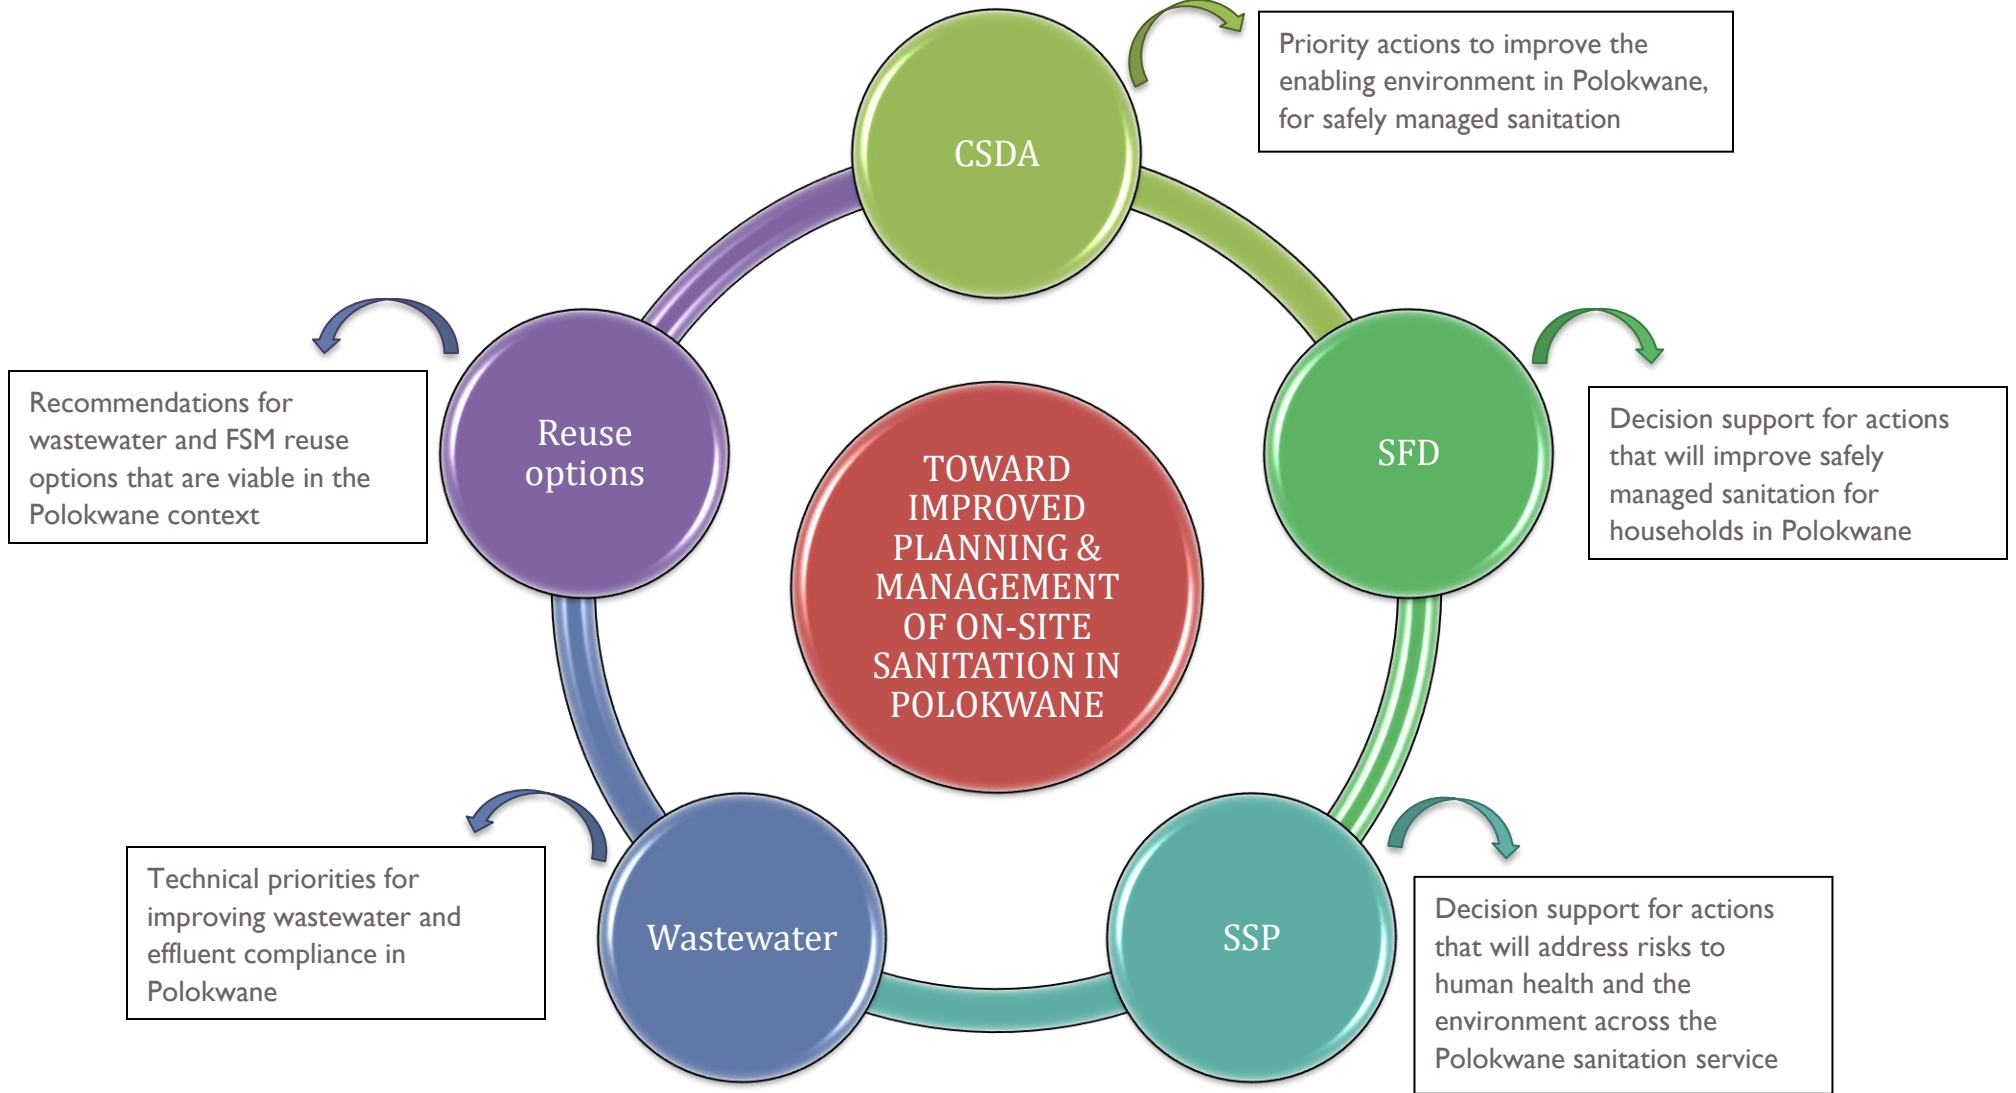 CSDA
Priority actions to improve the
enabling environment in Polokwane,
for safely managed sanitation
SFD
Decision support for actions
that will improve safely
managed sanitation for
households in Polokwane
SSP
Decision support for actions
that will address risks to
human health and the
environment across the
Polokwane sanitation service
Wastewater
Technical priorities for
improving wastewater and
effluent compliance in
Polokwane
Reuse
options
Recommendations for
wastewater and FSM reuse
options that are viable in the
Polokwane context
TOWARD
IMPROVED
PLANNING &
MANAGEMENT
OF ON-SITE
SANITATION IN
POLOKWANE